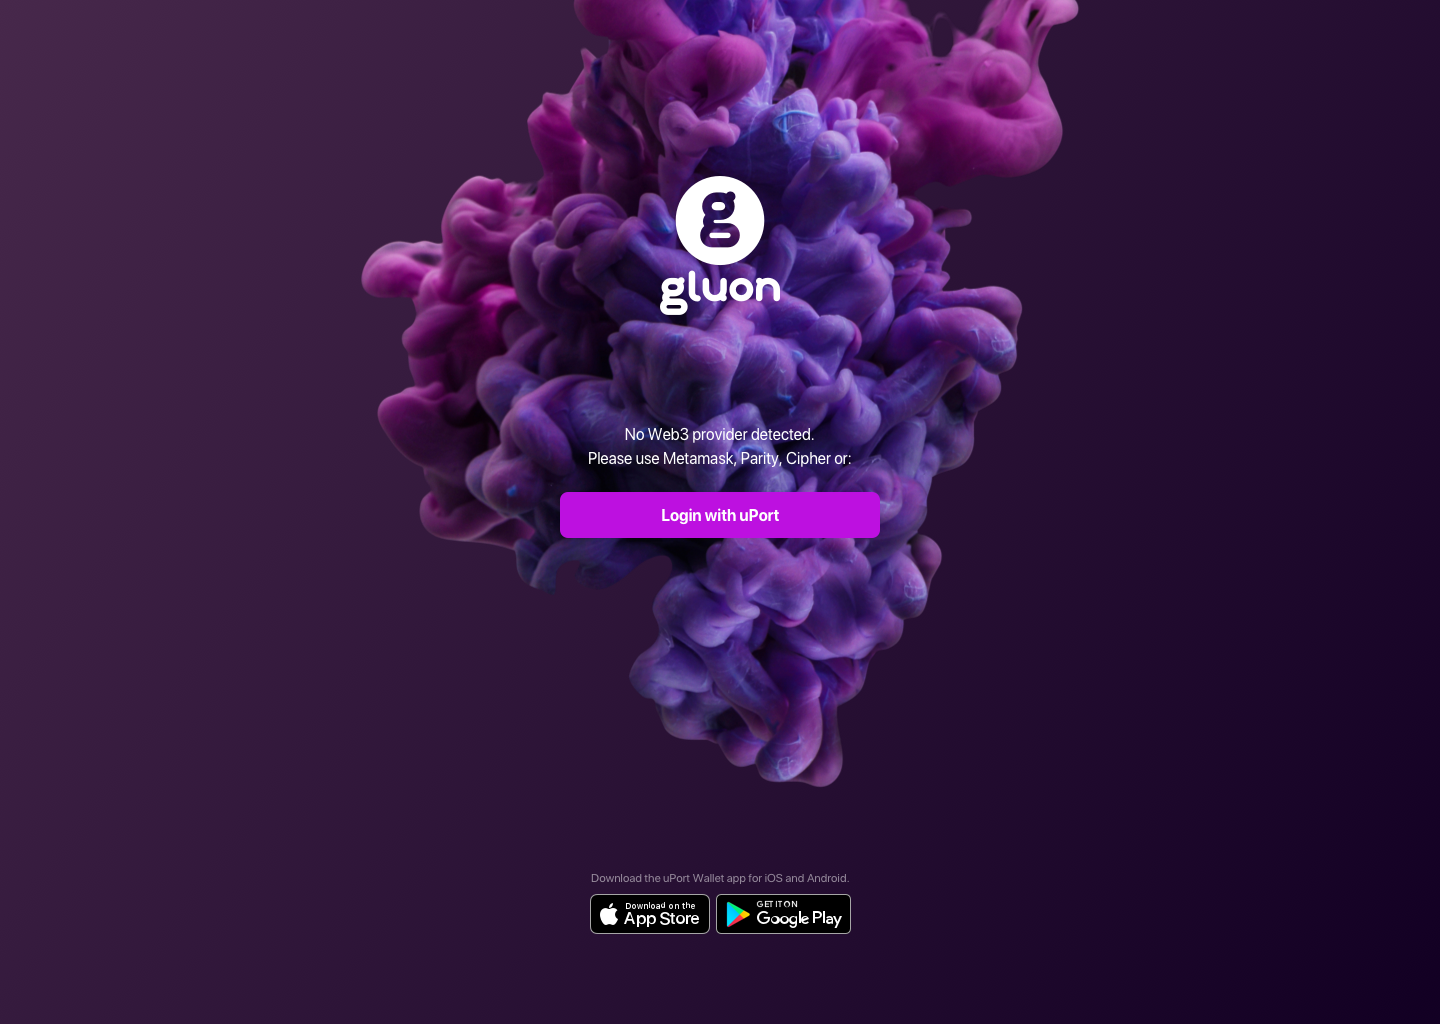 g
gluon
No Web3 provider detected.
Please use Metamask, Parity, Cipher or:
Login with uPort
Download the uPort Wallet app for iOS and Android.
Download on the
App Store
GET IT ON
Google Play